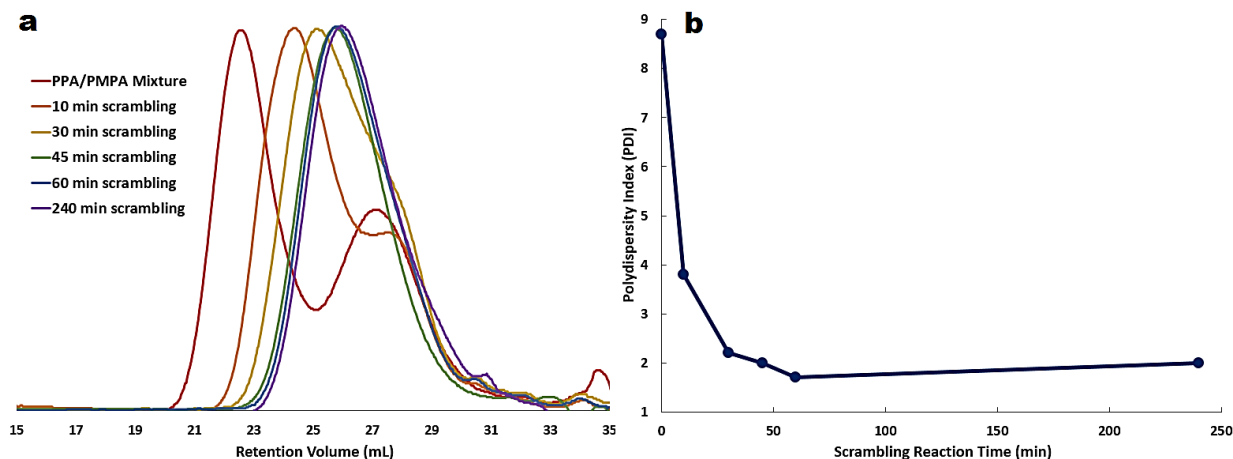 a
PPA/PMPA Mixture
10 min scrambling
30 min scrambling
45 min scrambling
60 min scrambling
240 min scrambling
15 17 19 21 23 25 27 29 31 33 35
Retention Volume (mL)
b
9
8
7
6
5
4
3
2
1
Polydispersity Index (PDI)
0 50 100 150 200 250
Scrambling Reaction Time (min)